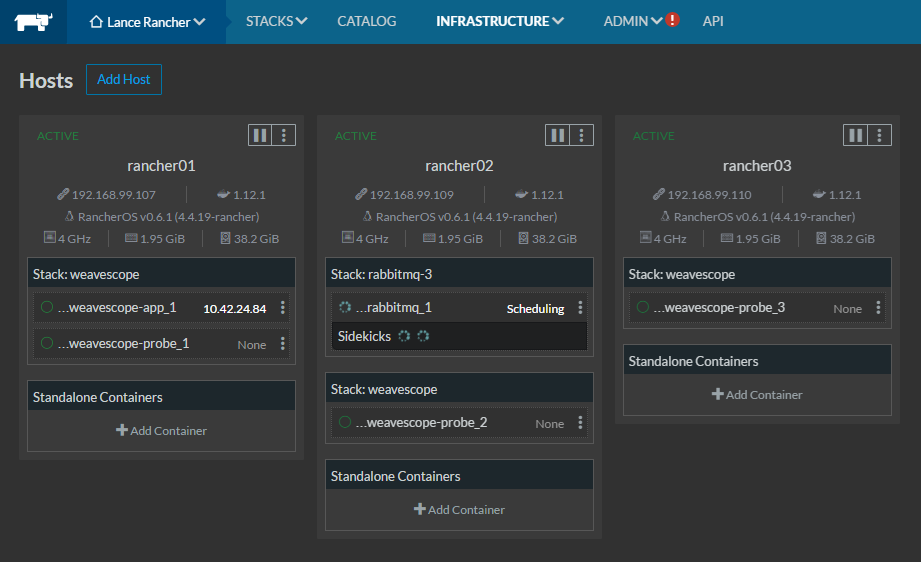 Lance Rancher STACKS CATALOG INFRASTRUCTURE ADMIN ! API
Hosts Add Host
ACTIVE
rancher01
192.168.99.107 1.12.1
RancherOS v0.6.1 (4.4.19-rancher)
4 GHz 1.95 GiB 38.2 GiB
Stack: weavescope
...weavescope-app_1 10.42.24.84
...weavescope-probe_1 None
Standalone Containers
Add Container
ACTIVE
rancher02
192.168.99.109 1.12.1
RancherOS v0.6.1 (4.4.19-rancher)
4 GHz 1.95 GiB 38.2 GiB
Stack: rabbitmq-3
...rabbitmq_1 Scheduling
Sidekicks
Stack: weavescope
...weavescope-probe_2 None
Standalone Containers
Add Container
ACTIVE
rancher03
192.168.99.110 1.12.1
RancherOS v0.6.1 (4.4.19-rancher)
4 GHz 1.95 GiB 38.2 GiB
Stack: weavescope
...weavescope-probe_3 None
Standalone Containers
Add Container